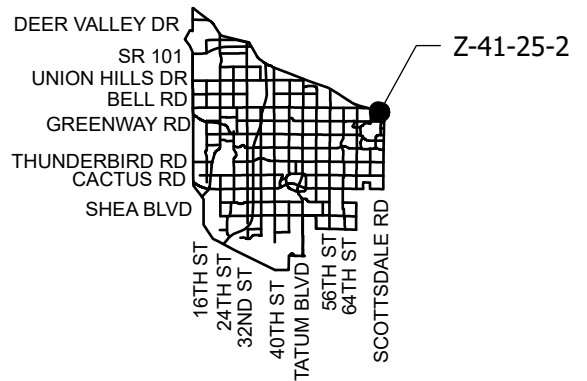 DEER VALLEY DR
Z-41-25-2
SR 101
UNION HILLS DR
BELL RD
GREENWAY RD
THUNDERBIRD RD
CACTUS RD
SHEA BLVD
16TH ST
24TH ST
32ND ST
40TH ST
TATUM BLVD
56TH ST
64TH ST
SCOTTSDALE RD